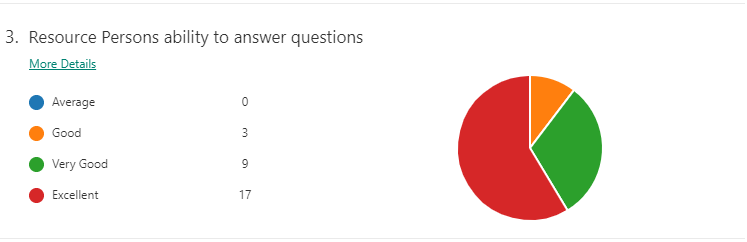 3. Resource Persons ability to answer questions
More Details
Average 0
Good 3
Very Good 9
Excellent 17